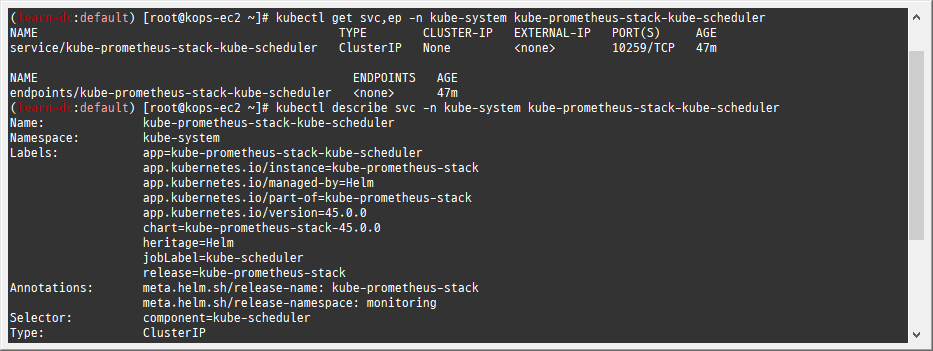 (learn-dr:default) [root@kops-ec2 ~]# kubectl get svc,ep -n kube-system kube-prometheus-stack-kube-scheduler
NAME TYPE CLUSTER-IP EXTERNAL-IP PORT(S) AGE
service/kube-prometheus-stack-kube-scheduler ClusterIP None <none> 10259/TCP 47m
NAME ENDPOINTS AGE
endpoints/kube-prometheus-stack-kube-scheduler <none> 47m
(:default) [root@kops-ec2 ~]# kubectl describe svc -n kube-system kube-prometheus-stack-kube-scheduler
Name: kube-prometheus-stack-kube-scheduler
Namespace: kube-system
Labels: app=kube-prometheus-stack-kube-scheduler
app.kubernetes.io/instance=kube-prometheus-stack
app.kubernetes.io/managed-by=Helm
app.kubernetes.io/part-of=kube-prometheus-stack
app.kubernetes.io/version=45.0.0
chart=kube-prometheus-stack-45.0.0
heritage=Helm
jobLabel=kube-scheduler
release=kube-prometheus-stack
Annotations: meta.helm.sh/release-name: kube-prometheus-stack
meta.helm.sh/release-namespace: monitoring
Selector: component=kube-scheduler
Type: ClusterIP